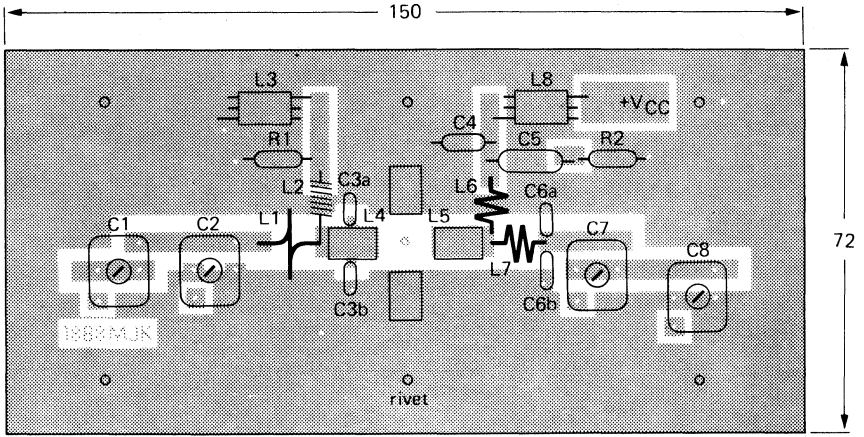 150
L3
L8
+VCC
C4
R1
C5
R2
L2
C3a
L6
C6a
C1
C2
L1
L4
L5
C7
72
L7
C8
C3b
C6b
1888MJK
rivet